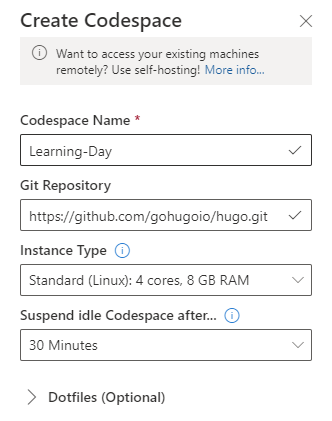 Create Codespace
Want to access your existing machines
remotely? Use self-hosting! More info...
Codespace Name *
Learning-Day
Git Repository
https://github.com/gohugoio/hugo.git
Instance Type
Standard (Linux): 4 cores, 8 GB RAM
Suspend idle Codespace after...
30 Minutes
Dotfiles (Optional)